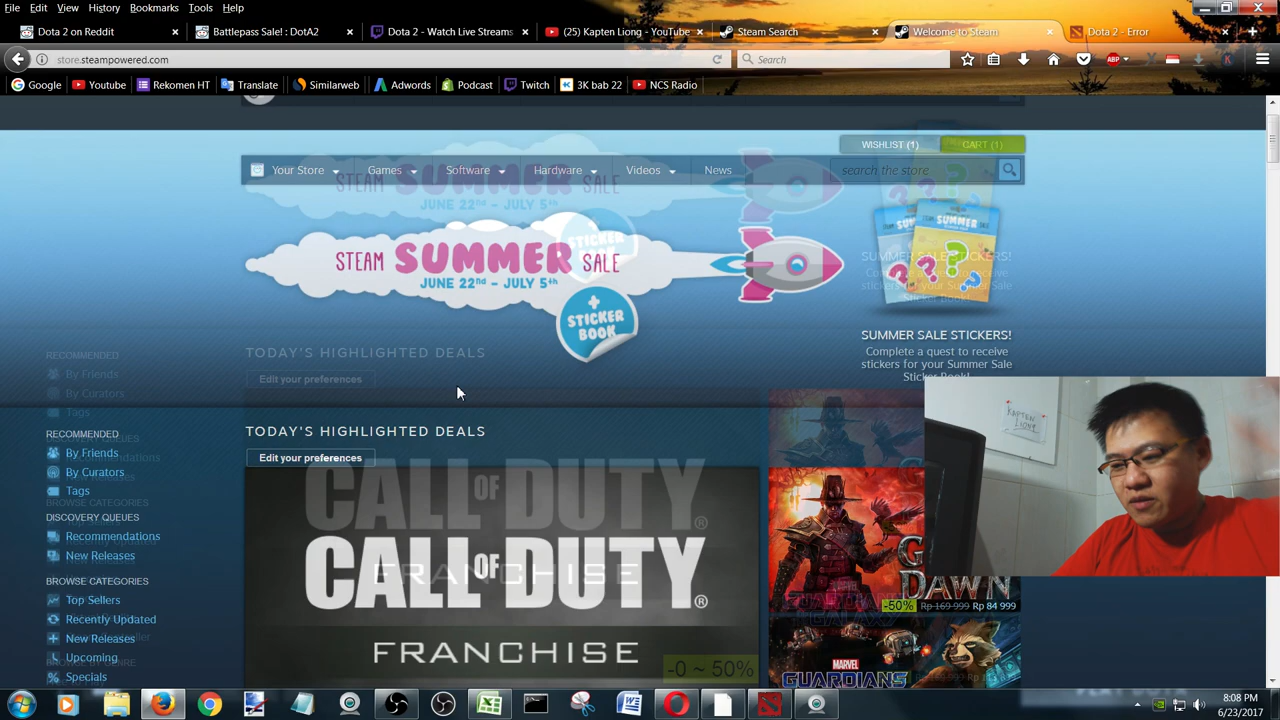 File Edit View History Bookmarks Tools Help
Dota 2 on Reddit
Battlepass Sale! : DotA2
Dota 2 - Watch Live Streams
(25) Kapten Liong - YouTube
Steam Search
Welcome to Steam
Dota 2 - Error
store.steampowered.com
Search
ABP
Google Youtube Rekomen HT Translate Similarweb Adwords Podcast Twitch 3K bab 22 NCS Radio
WISHLIST (1) CART (1)
Your Store Games Software Hardware Videos News search the store
STEAM SUMMER SALE
JUNE 22nd - JULY 5th
+
STICKER
BOOK
SUMMER SALE STICKERS!
Complete a quest to receive
stickers for your Summer Sale
Sticker Book!
KAPTEN
LIONG
RECOMMENDED
By Friends
By Curators
Tags
DISCOVERY QUEUES
Recommendations
New Releases
BROWSE CATEGORIES
Top Sellers
Recently Updated
New Releases
Upcoming
Specials
TODAY'S HIGHLIGHTED DEALS
Edit your preferences
CALL OF DUTY®
FRANCHISE
-0 ~ 50%
DAWN
-50% Rp 169 999 Rp 84 999
MARVEL
GUARDIANS
8:08 PM
6/23/2017